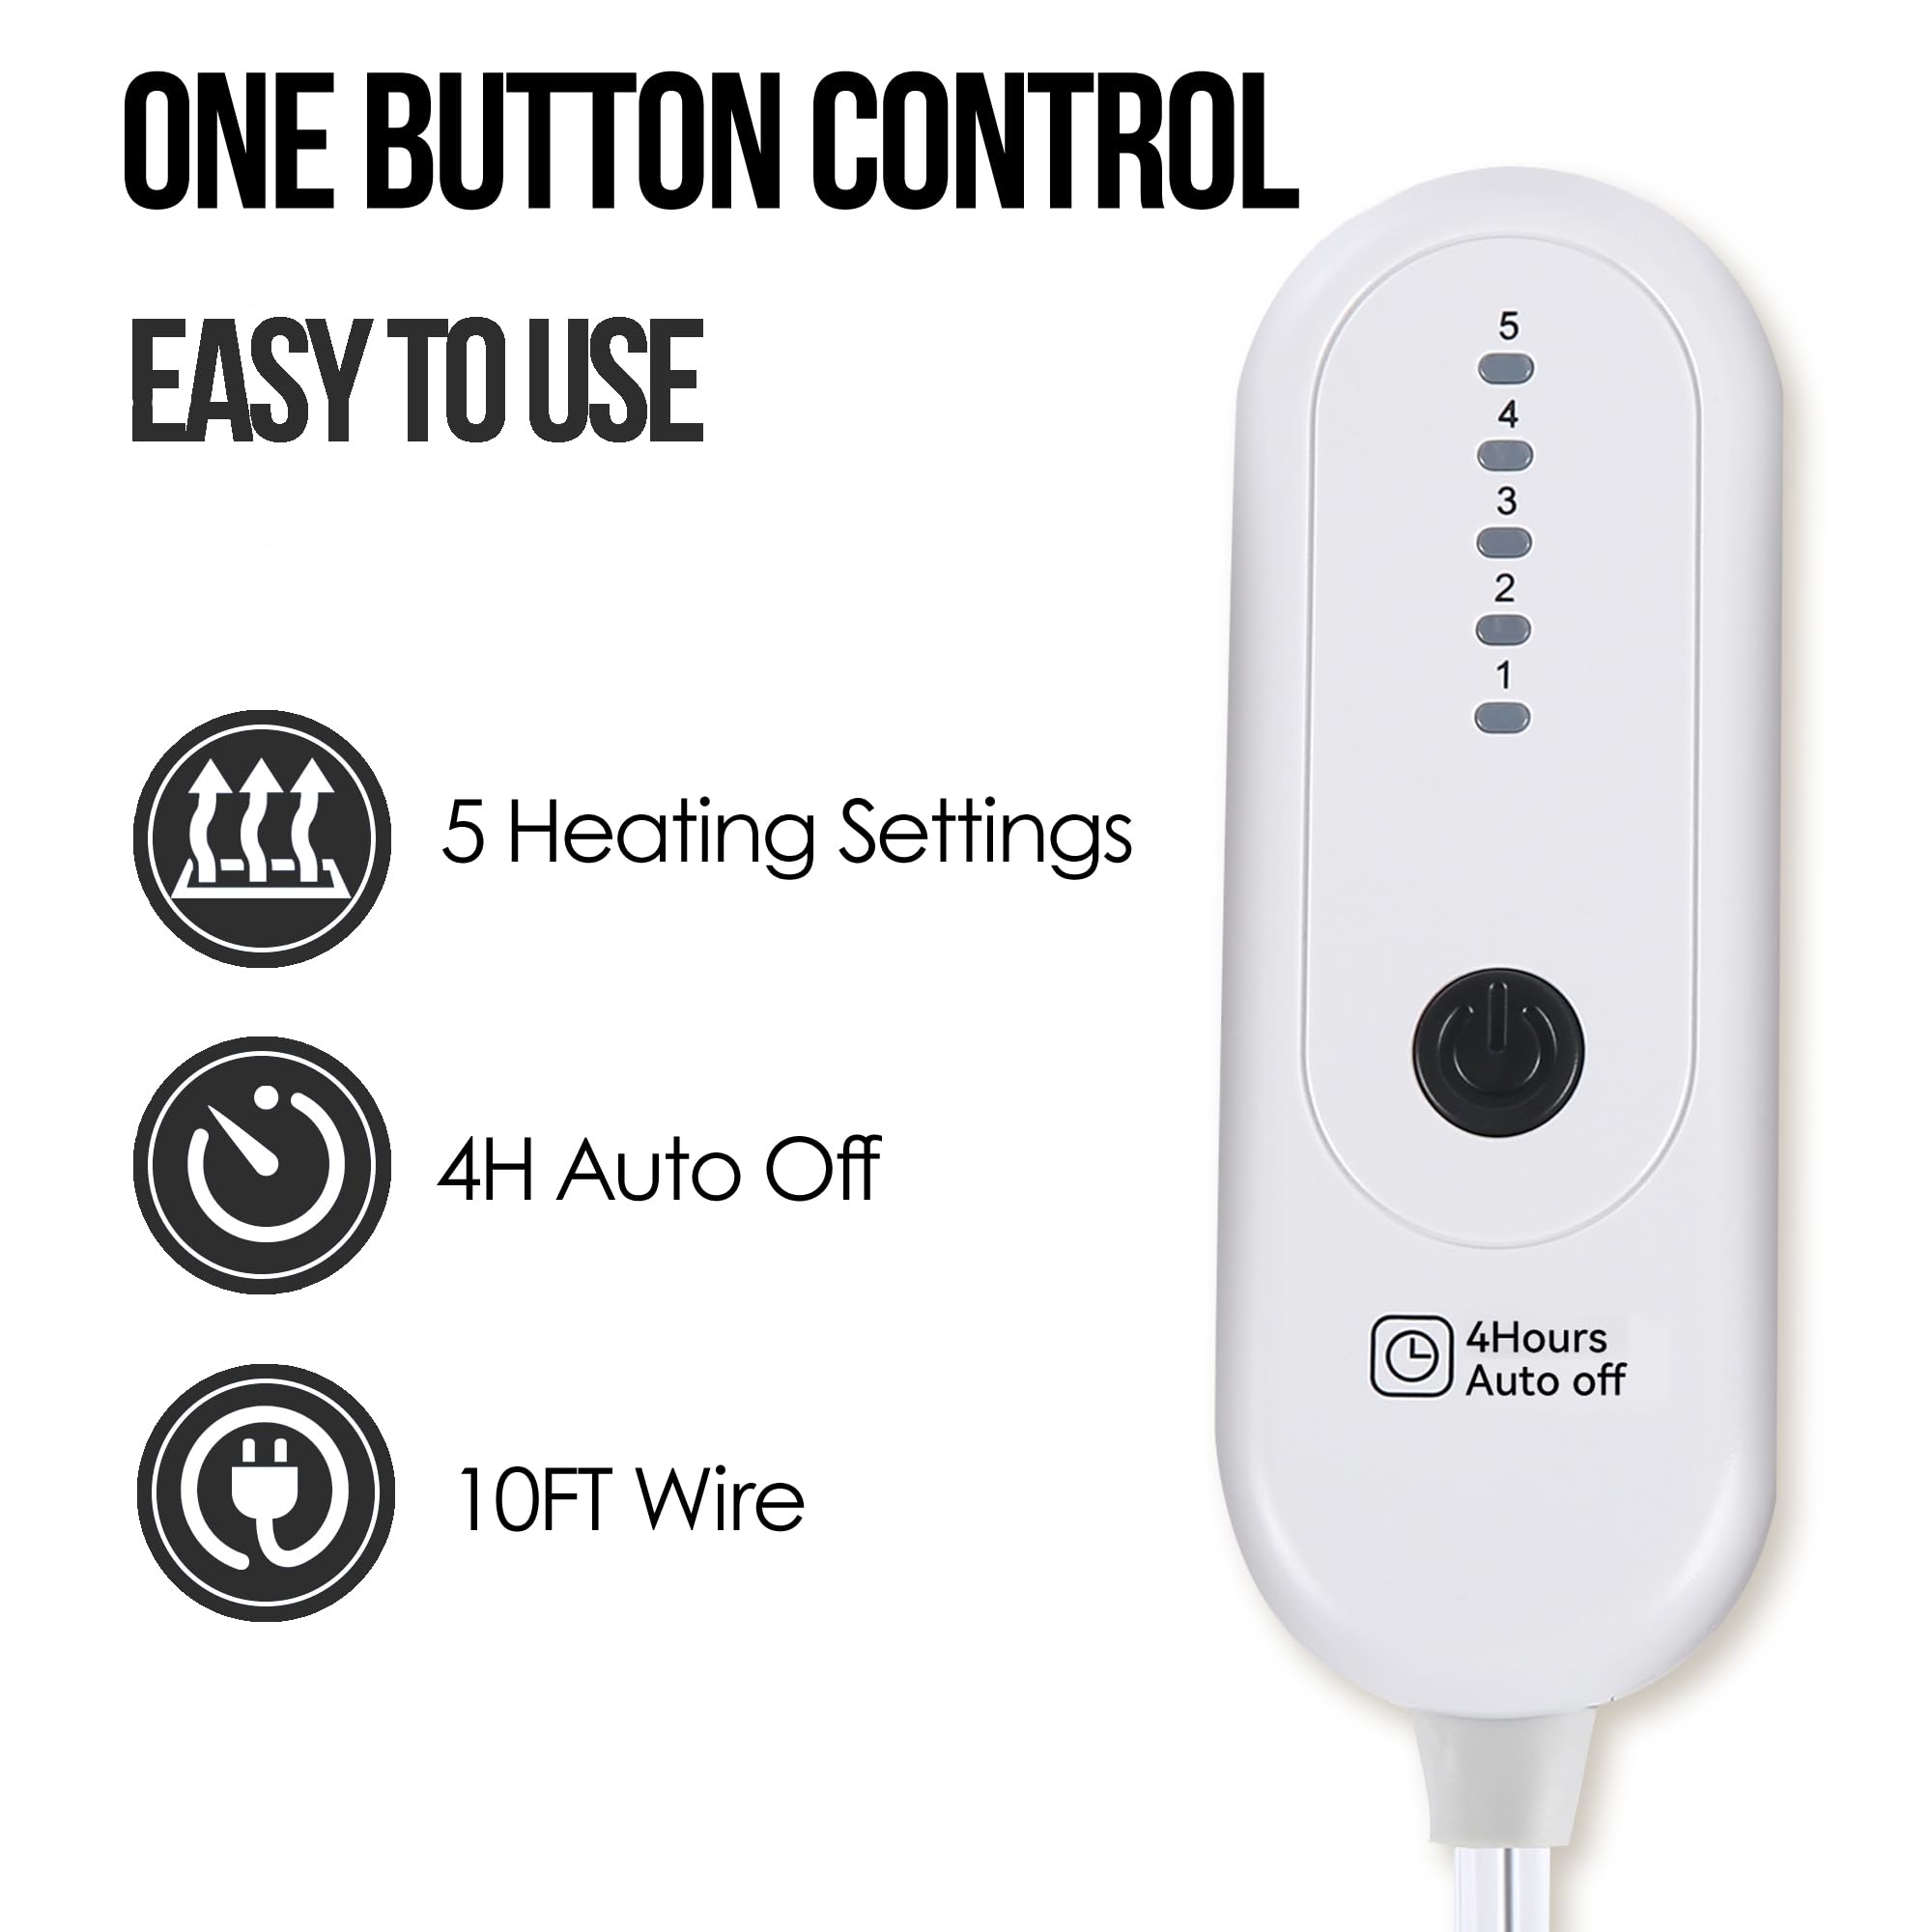 ONE BUTTON CONTROL
EASY TO USE
5 Heating Settings
4H Auto Off
10FT Wire
5
4
3
2
1
4Hours
Auto off